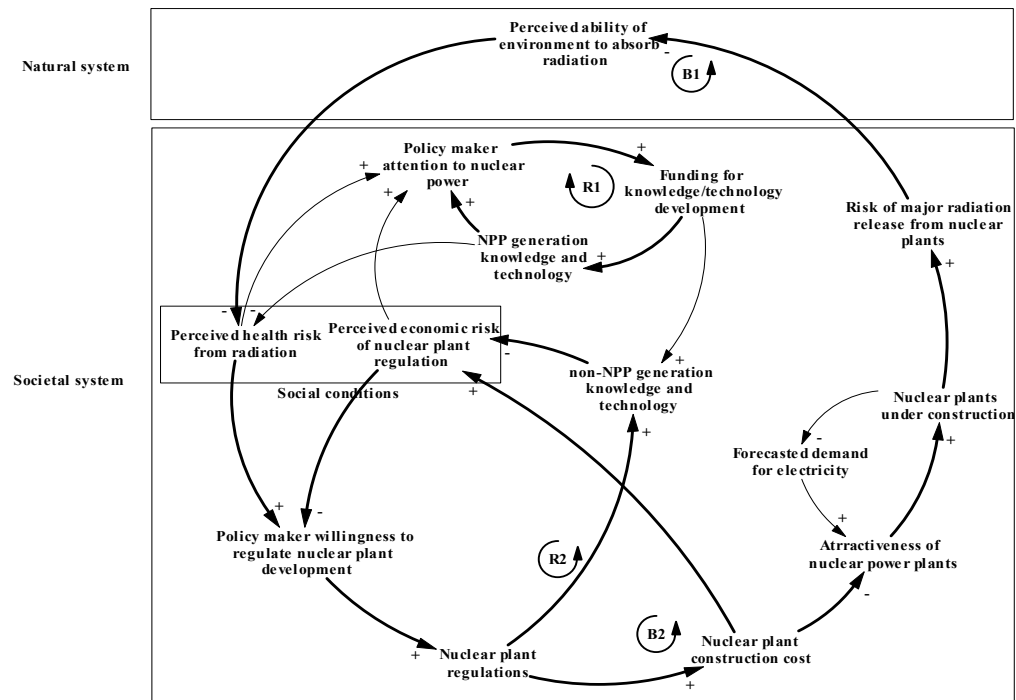 Natural system
Perceived ability of
environment to absorb
radiation
-
B1
Policy maker
attention to nuclear
power
+
+
+
+
R1
Funding for
knowledge/technology
development
NPP generation
knowledge and
technology
+
Risk of major radiation
release from nuclear
plants
+
Societal system
-
-
Perceived health risk
from radiation
Perceived economic risk
of nuclear plant
regulation
-
+
Social conditions
+
non-NPP generation
knowledge and
technology
+
Nuclear plants
under construction
+
-
Forecasted demand
for electricity
+
Atrractiveness of
nuclear power plants
-
+
-
Policy maker willingness to
regulate nuclear plant
development
R2
B2
+
Nuclear plant
regulations
+
Nuclear plant
construction cost